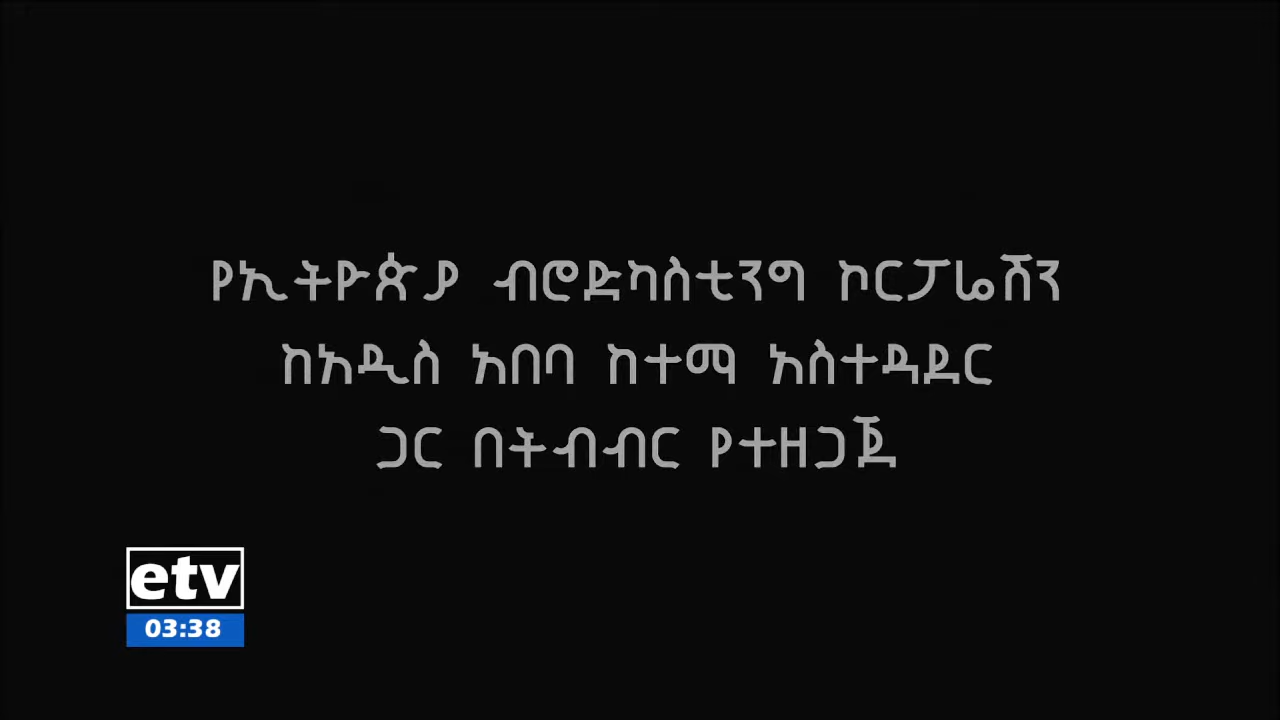 የኢትዮጵያ ብሮድካስቲንግ ኮርፖሬሽን
ከአዲስ አበባ ከተማ አስተዳደር
ጋር በትብብር የተዘጋጀ
etv
03:38